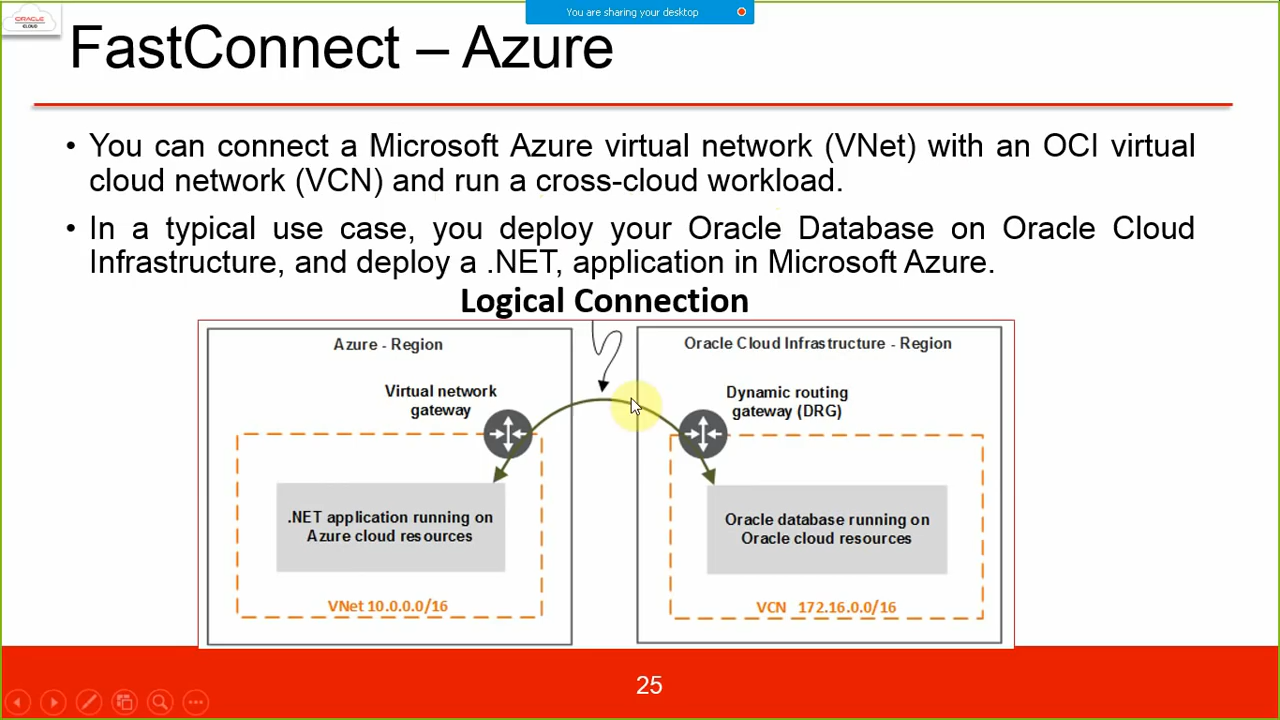 You are sharing your desktop
ORACLE
CLOUD
FastConnect – Azure
• You can connect a Microsoft Azure virtual network (VNet) with an OCI virtual
cloud network (VCN) and run a cross-cloud workload.
• In a typical use case, you deploy your Oracle Database on Oracle Cloud
Infrastructure, and deploy a .NET, application in Microsoft Azure.
Logical Connection
Azure - Region
Virtual network
gateway
.NET application running on
Azure cloud resources
VNet 10.0.0.0/16
Oracle Cloud Infrastructure - Region
Dynamic routing
gateway (DRG)
Oracle database running on
Oracle cloud resources
VCN 172.16.0.0/16
25